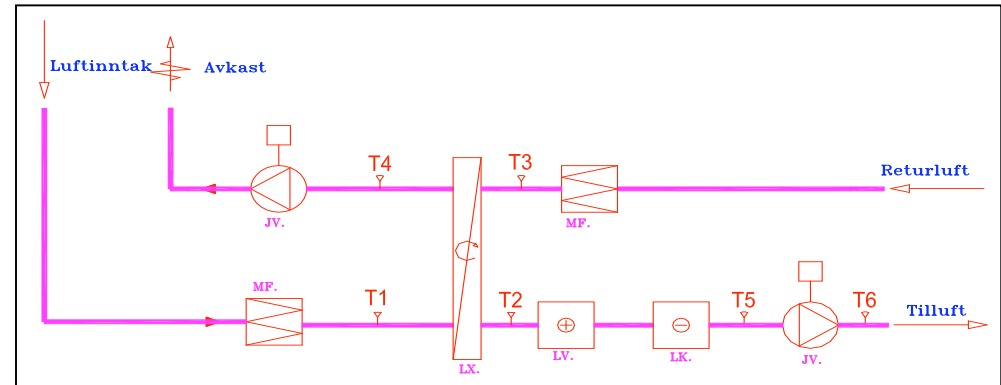 Luftinntak
Avkast
T4
T3
Returluft
JV.
MF.
MF.
T1
T2
T5
T6
Tilluft
LX.
LV.
LK.
JV.